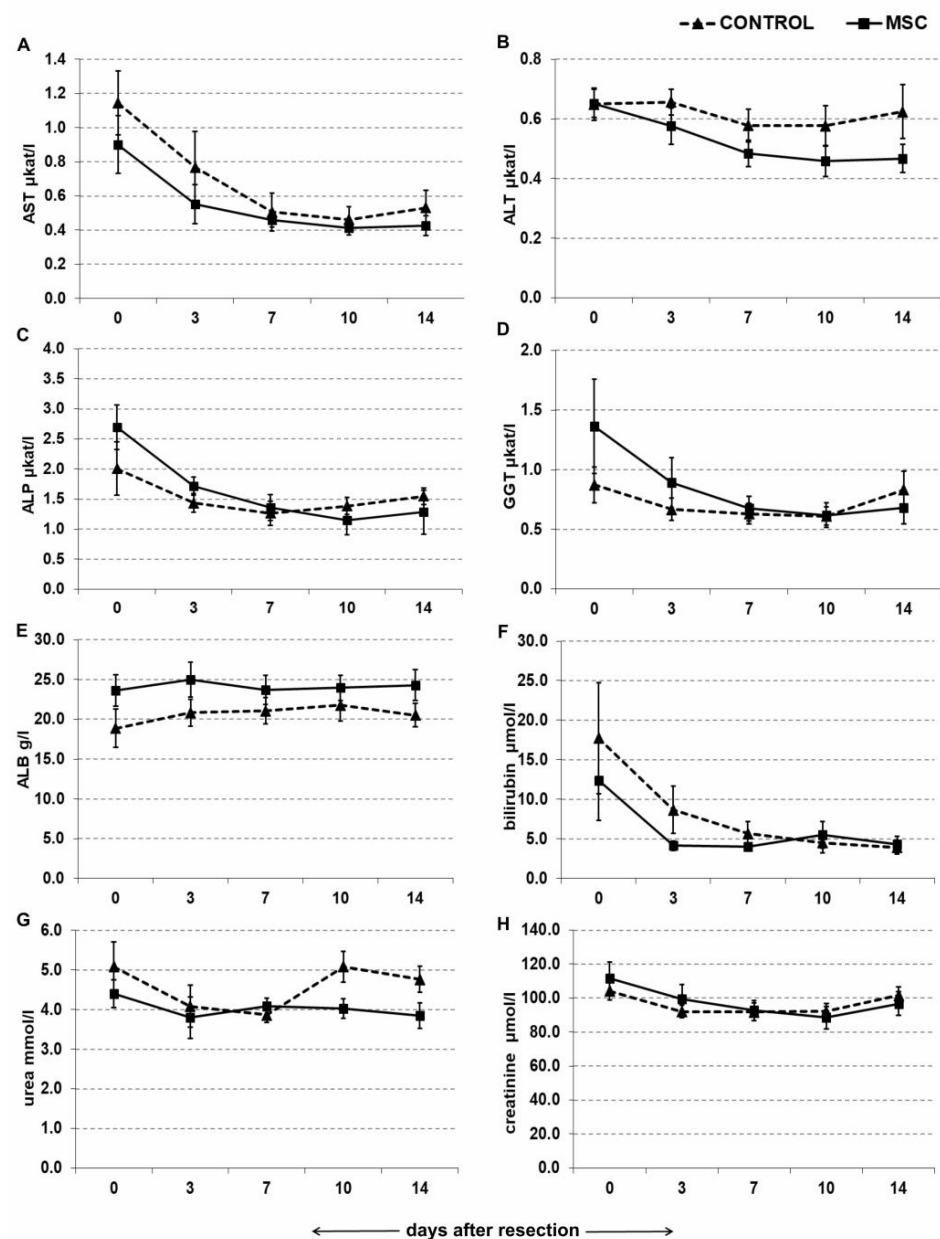 CONTROL MSC
A
AST µkat/l
1.4
1.2
1.0
0.8
0.6
0.4
0.2
0.0
0 3 7 10 14
B
ALT µkat/l
0.8
0.6
0.4
0.2
0.0
0 3 7 10 14
C
ALP µkat/l
4.0
3.5
3.0
2.5
2.0
1.5
1.0
0.5
0.0
0 3 7 10 14
D
GGT µkat/l
2.0
1.5
1.0
0.5
0.0
0 3 7 10 14
E
ALB g/l
30.0
25.0
20.0
15.0
10.0
5.0
0.0
0 3 7 10 14
F
bilirubin µmol/l
30.0
25.0
20.0
15.0
10.0
5.0
0.0
0 3 7 10 14
G
urea mmol/l
6.0
5.0
4.0
3.0
2.0
1.0
0.0
0 3 7 10 14
H
creatinine µmol/l
140.0
120.0
100.0
80.0
60.0
40.0
20.0
0.0
0 3 7 10 14
days after resection